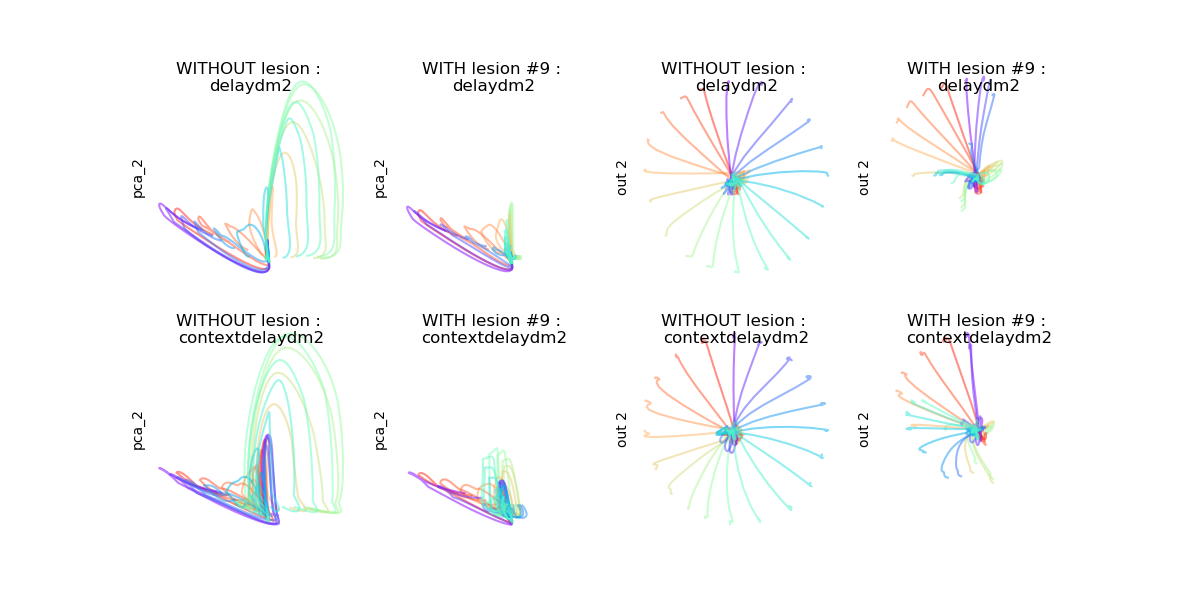 WITHOUT lesion :
delaydm2
WITH lesion #9 :
delaydm2
WITHOUT lesion :
delaydm2
WITH lesion #9 :
delaydm2
pca_2
pca_2
out 2
out 2
WITHOUT lesion :
contextdelaydm2
WITH lesion #9 :
contextdelaydm2
WITHOUT lesion :
contextdelaydm2
WITH lesion #9 :
contextdelaydm2
pca_2
pca_2
out 2
out 2